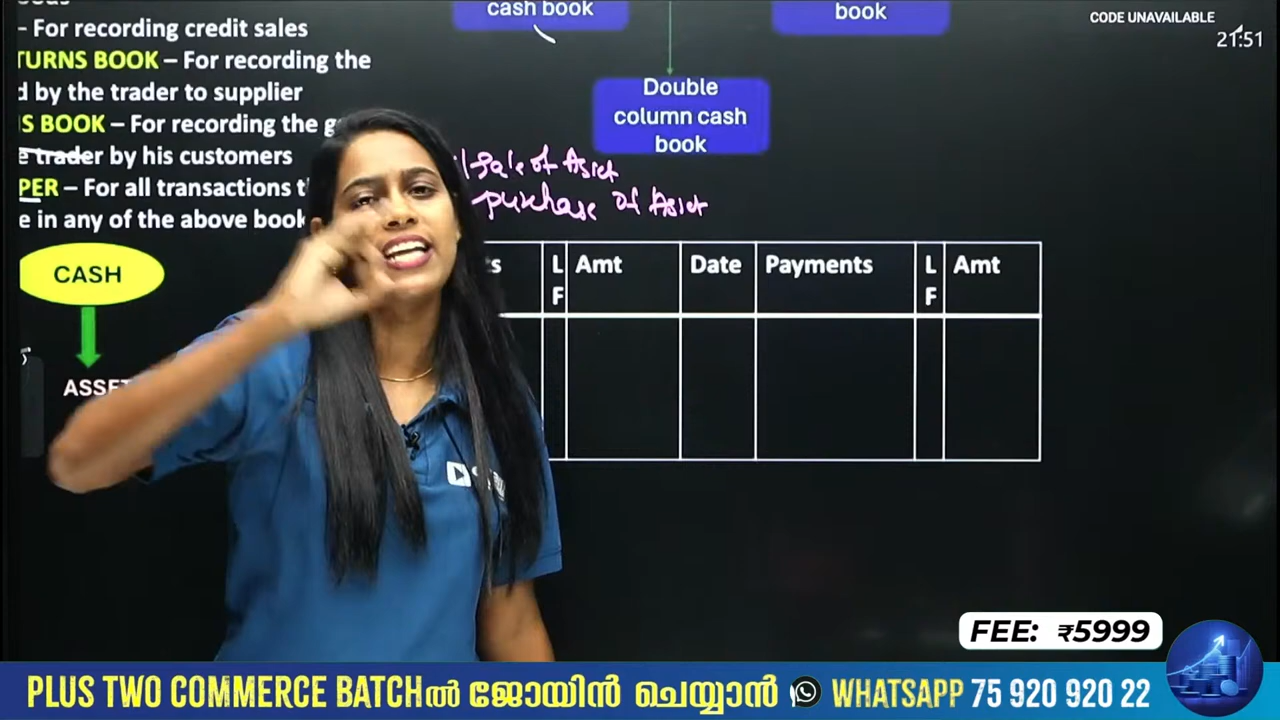 cash book
book
CODE UNAVAILABLE
21:51
– For recording credit sales
TURNS BOOK – For recording the
d by the trader to supplier
S BOOK – For recording the
e trader by his customers
PER – For all transactions
e in any of the above book
Double
column cash
book
sale of Asset
purchase of Asset
CASH
ASSET
ts L F Amt Date Payments L F Amt
FEE: ₹5999
PLUS TWO COMMERCE BATCHൽ ജോയിൻ ചെയ്യാൻ WHATSAPP 75 920 920 22